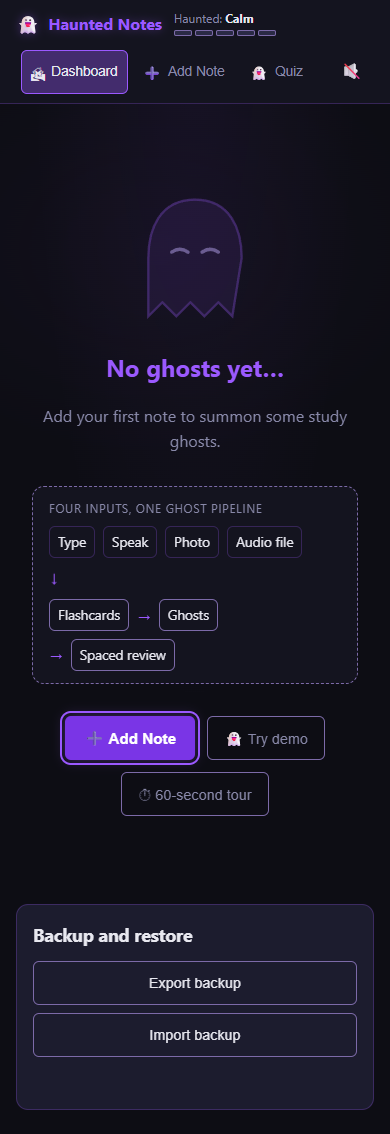 Haunted Notes
Haunted: Calm
Dashboard
Add Note
Quiz
No ghosts yet...
Add your first note to summon some study
ghosts.
FOUR INPUTS, ONE GHOST PIPELINE
Type Speak Photo Audio file
↓
Flashcards → Ghosts
→ Spaced review
Add Note
Try demo
60-second tour
Backup and restore
Export backup
Import backup